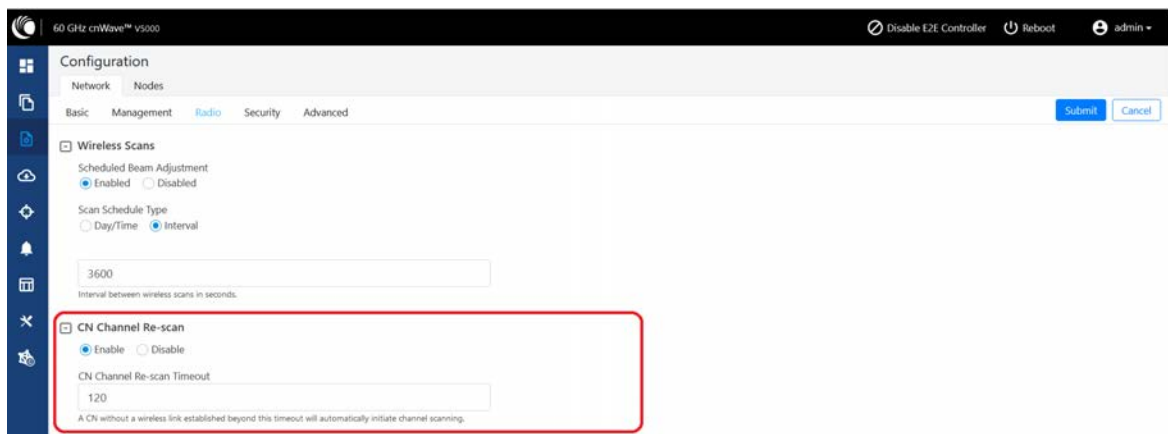 60 GHz cnWave™ V5000 Disable E2E Controller Reboot admin
Configuration
Network Nodes
Basic Management Radio Security Advanced Submit Cancel
Wireless Scans
Scheduled Beam Adjustment
Enabled Disabled
Scan Schedule Type
Day/Time Interval
3600
Interval between wireless scans in seconds.
CN Channel Re-scan
Enable Disable
CN Channel Re-scan Timeout
120
A CN without a wireless link established beyond this timeout will automatically initiate channel scanning.